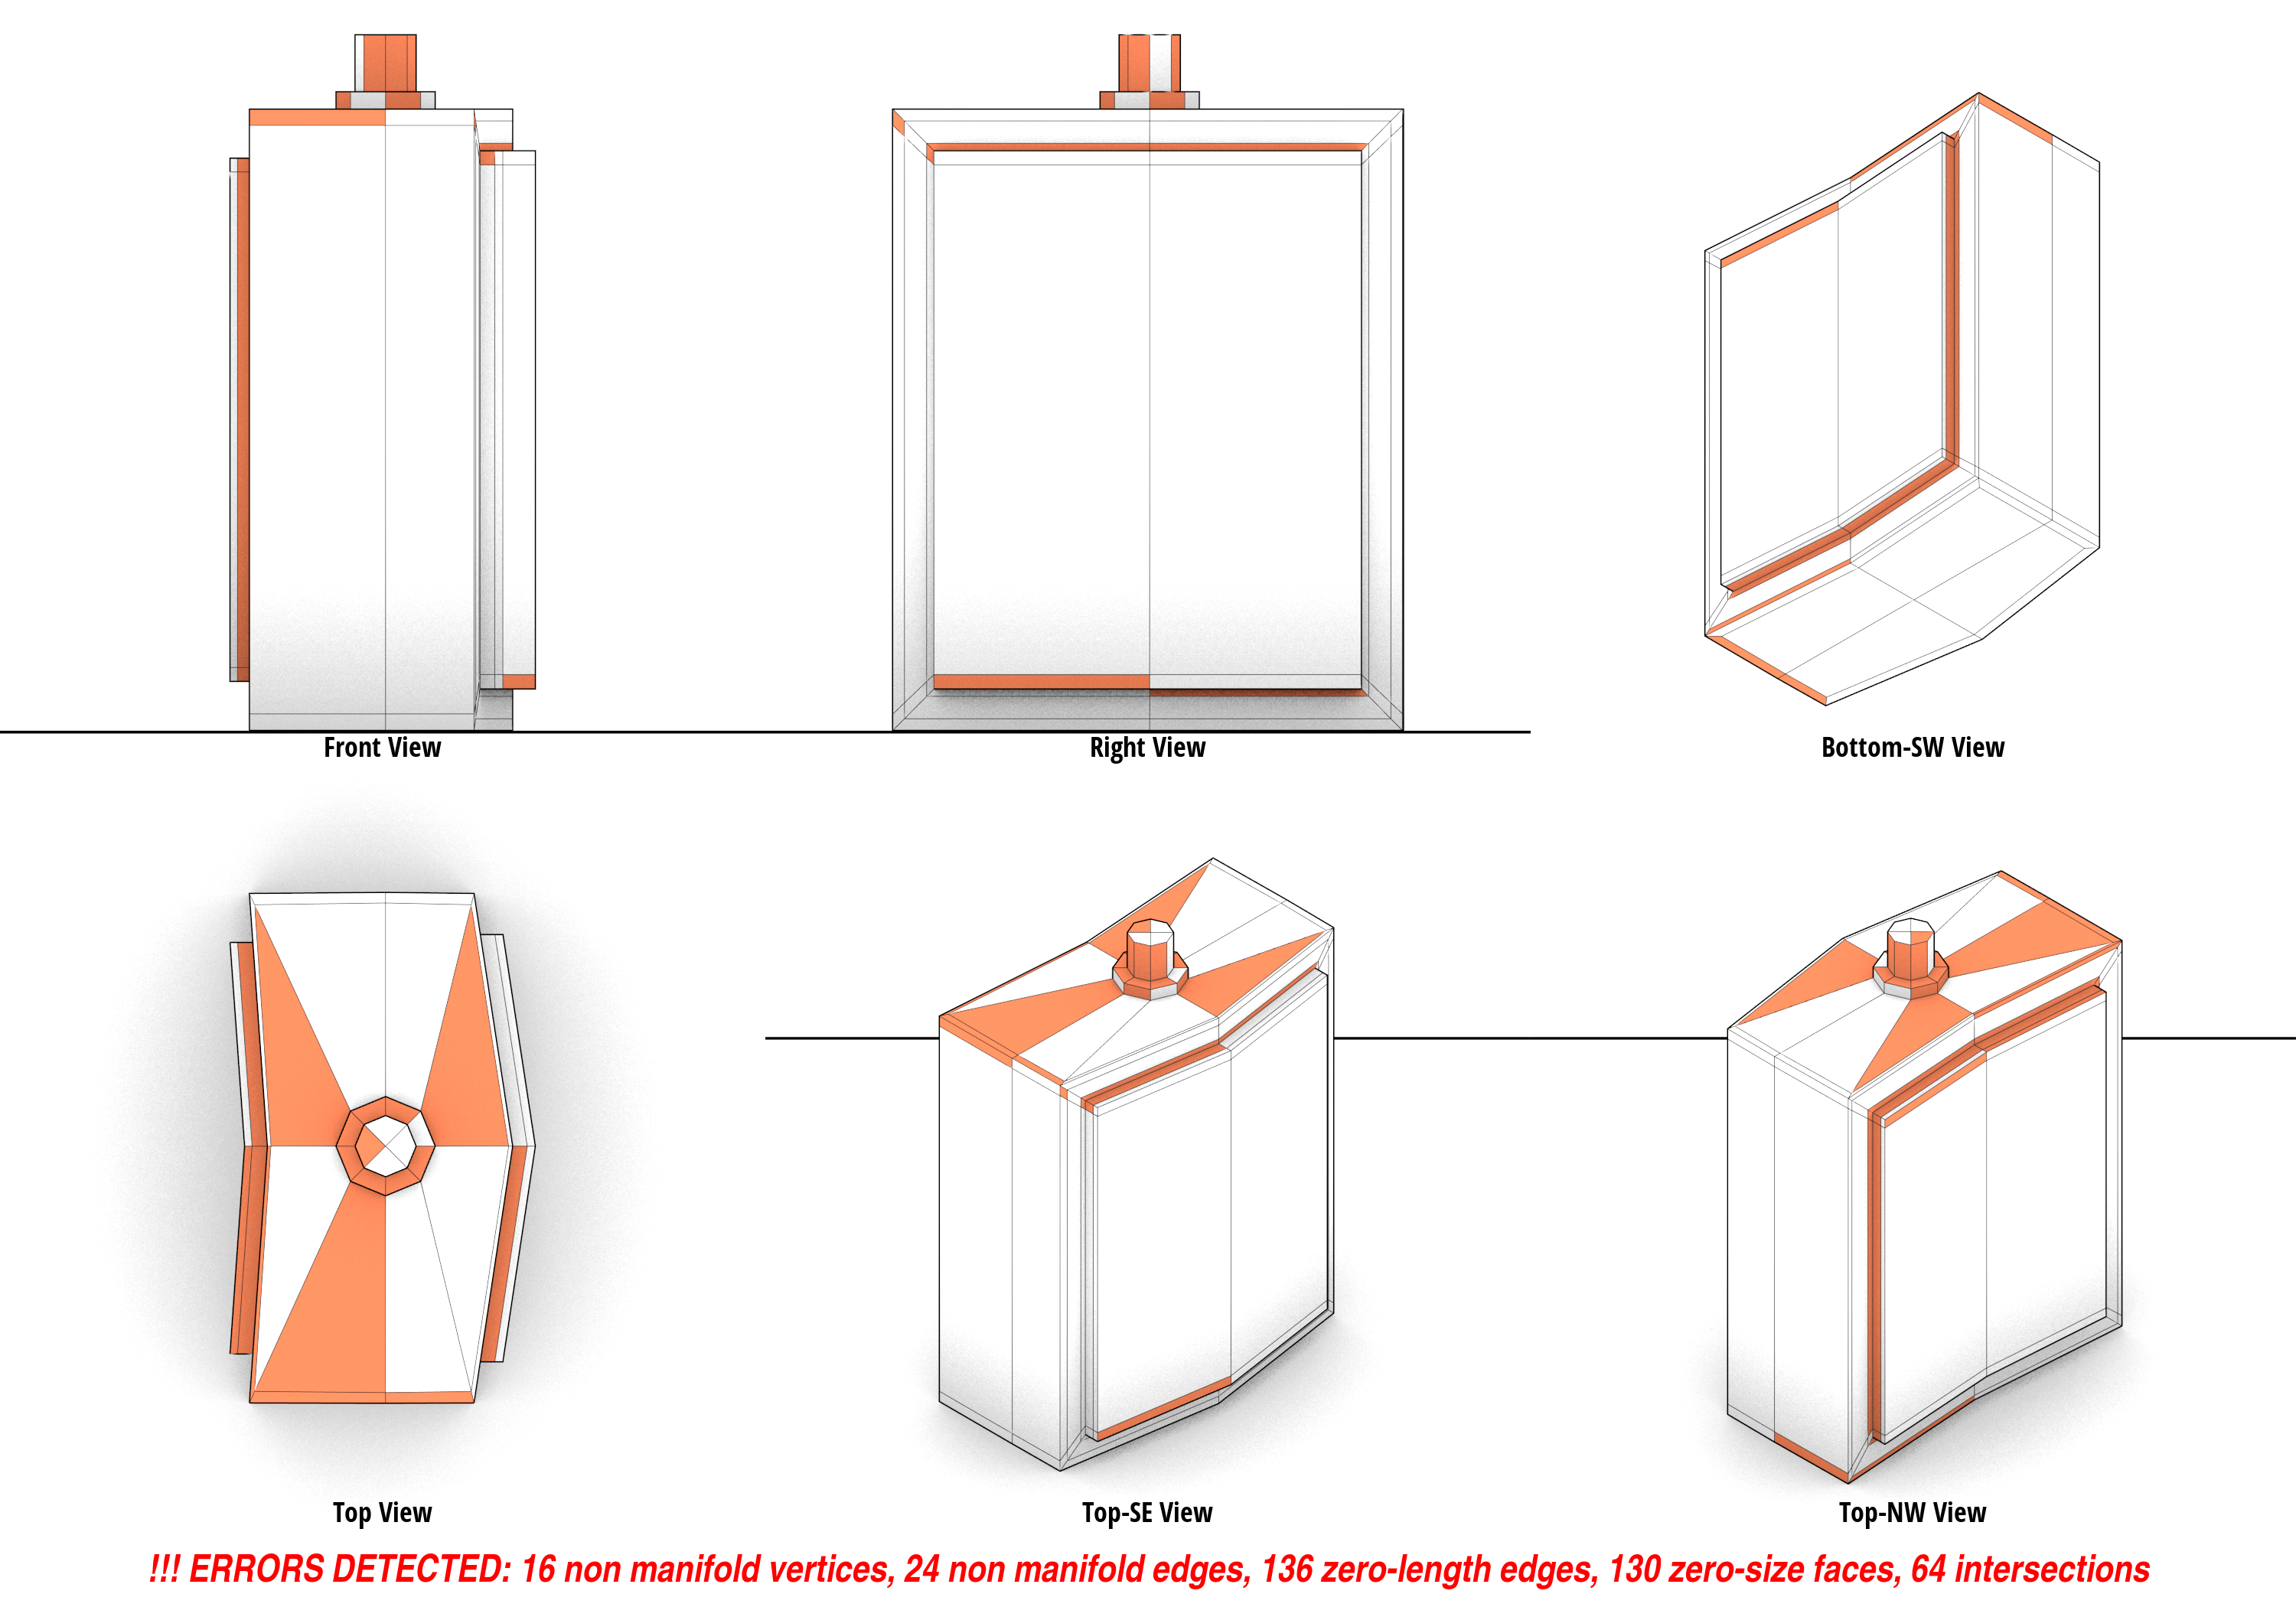 Front View
Right View
Bottom-SW View
Top View
Top-SE View
Top-NW View
!!! ERRORS DETECTED: 16 non manifold vertices, 24 non manifold edges, 136 zero-length edges, 130 zero-size faces, 64 intersections